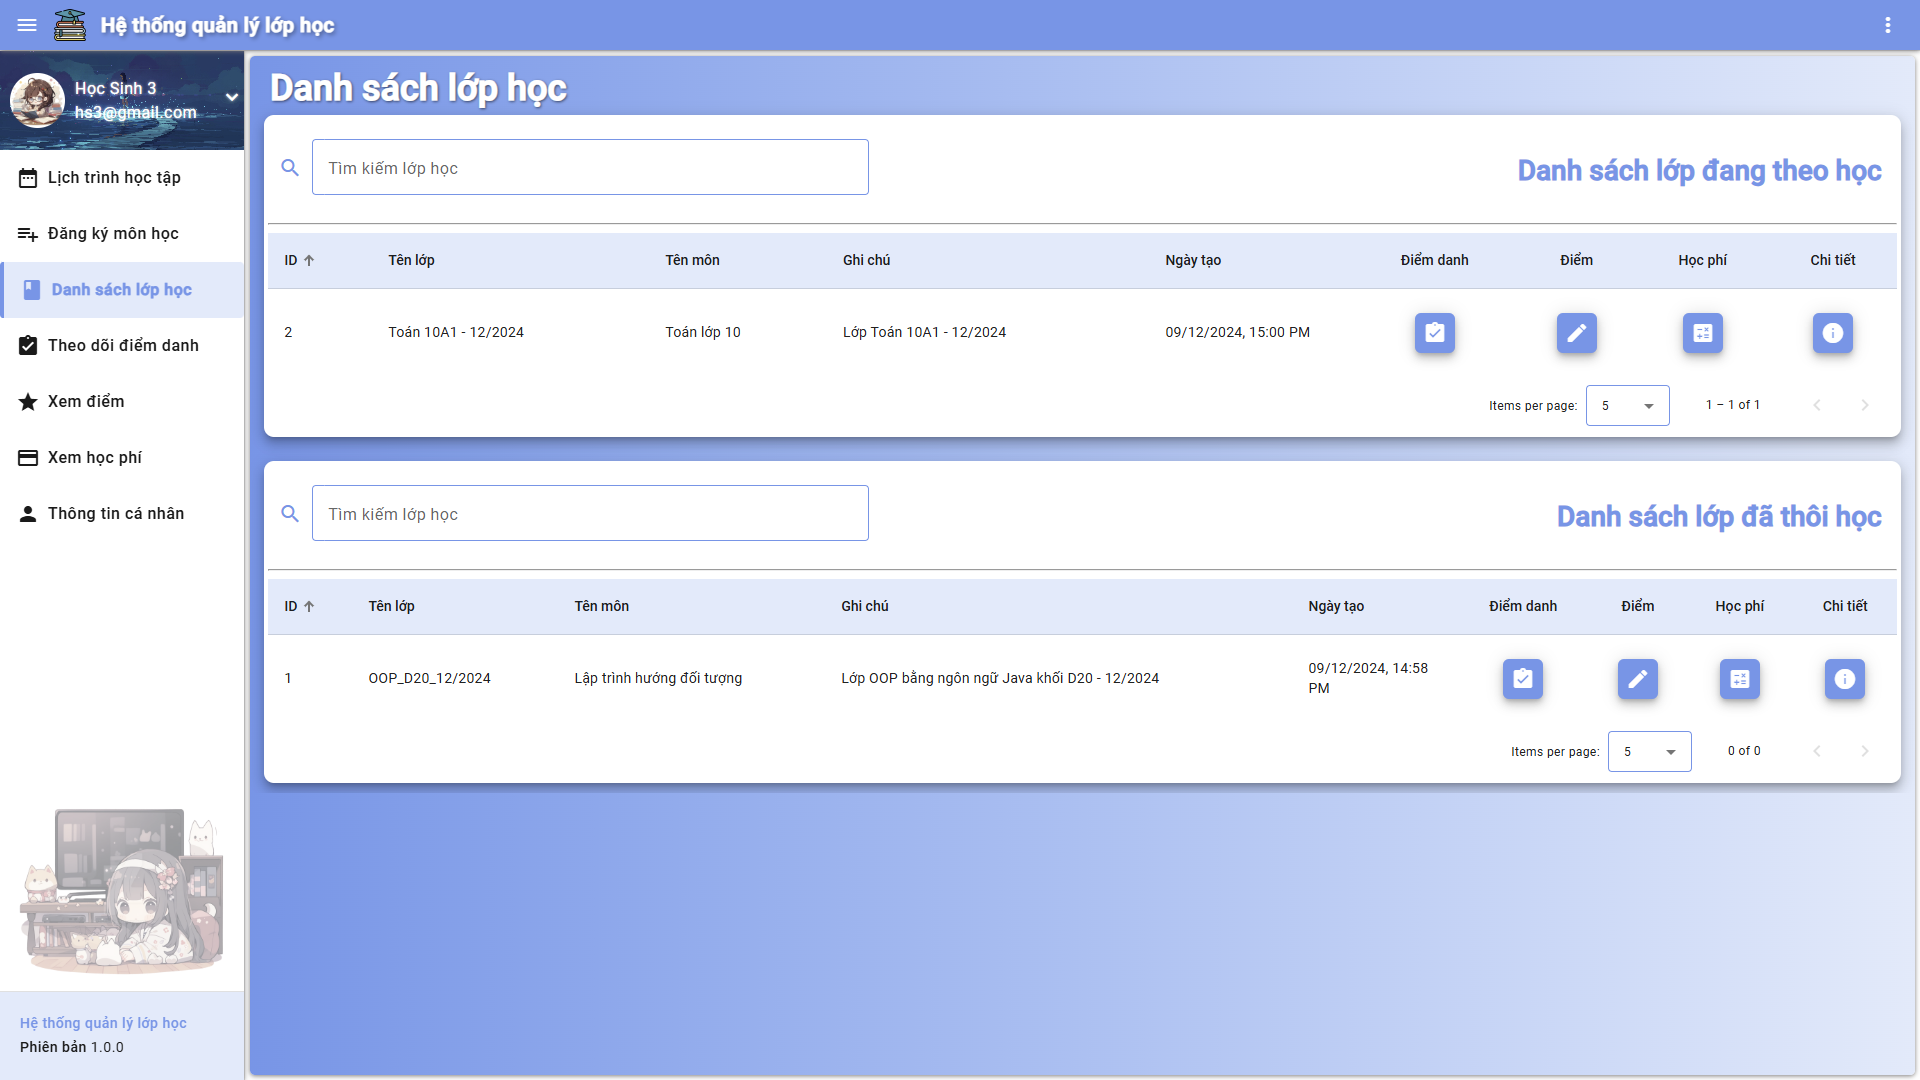 Hệ thống quản lý lớp học
Học Sinh 3
hs3@gmail.com
Lịch trình học tập
Đăng ký môn học
Danh sách lớp học
Theo dõi điểm danh
Xem điểm
Xem học phí
Thông tin cá nhân
Hệ thống quản lý lớp học
Phiên bản 1.0.0
Danh sách lớp học
Tìm kiếm lớp học
Danh sách lớp đang theo học
ID Tên lớp Tên môn Ghi chú Ngày tạo Điểm danh Điểm Học phí Chi tiết
2 Toán 10A1 - 12/2024 Toán lớp 10 Lớp Toán 10A1 - 12/2024 09/12/2024, 15:00 PM
Items per page: 5 1 – 1 of 1
Tìm kiếm lớp học
Danh sách lớp đã thôi học
ID Tên lớp Tên môn Ghi chú Ngày tạo Điểm danh Điểm Học phí Chi tiết
1 OOP_D20_12/2024 Lập trình hướng đối tượng Lớp OOP bằng ngôn ngữ Java khối D20 - 12/2024 09/12/2024, 14:58
PM
Items per page: 5 0 of 0